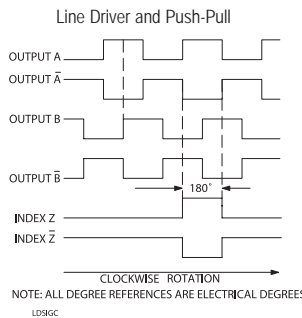 Line Driver and Push-Pull
OUTPUT A
OUTPUT A̅
OUTPUT B
OUTPUT B̅
180°
INDEX Z
INDEX Z̅
CLOCKWISE ROTATION
NOTE: ALL DEGREE REFERENCES ARE ELECTRICAL DEGREES
LDSIGC